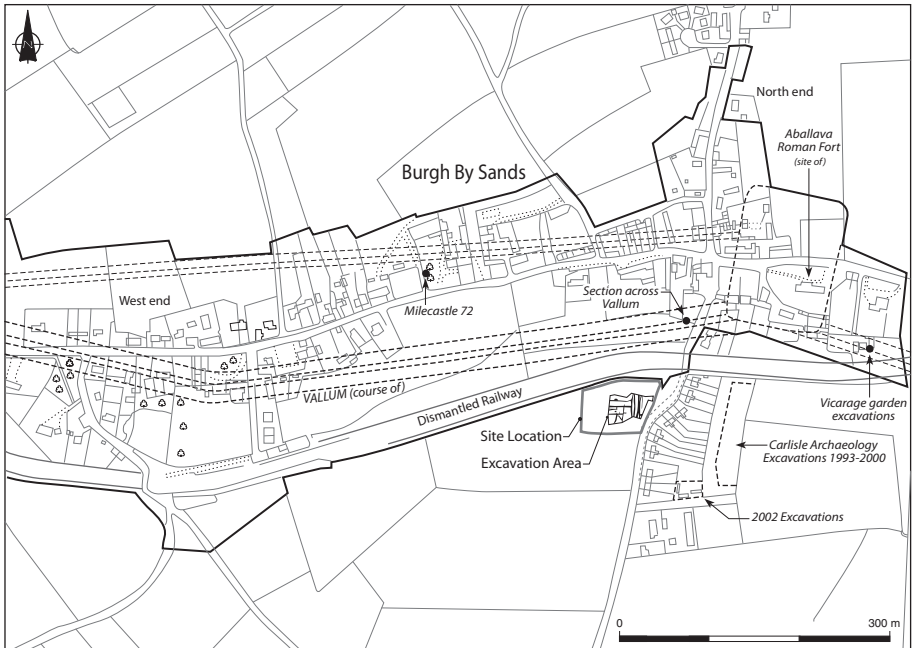 N
North end
Aballava
Roman Fort
(site of)
Burgh By Sands
West end
Milecastle 72
Section across
Vallum
VALLUM (course of)
Dismantled Railway
Vicarage garden
excavations
Site Location
Excavation Area
Carlisle Archaeology
Excavations 1993-2000
2002 Excavations
0
300 m